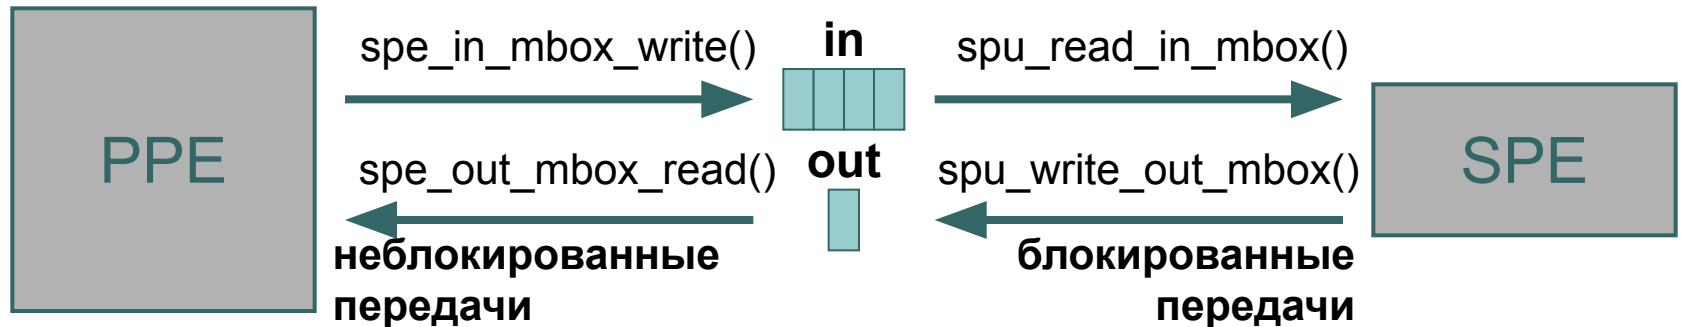 PPE
spe_in_mbox_write()
in
spu_read_in_mbox()
spe_out_mbox_read()
out
spu_write_out_mbox()
SPE
неблокированные
передачи
блокированные
передачи